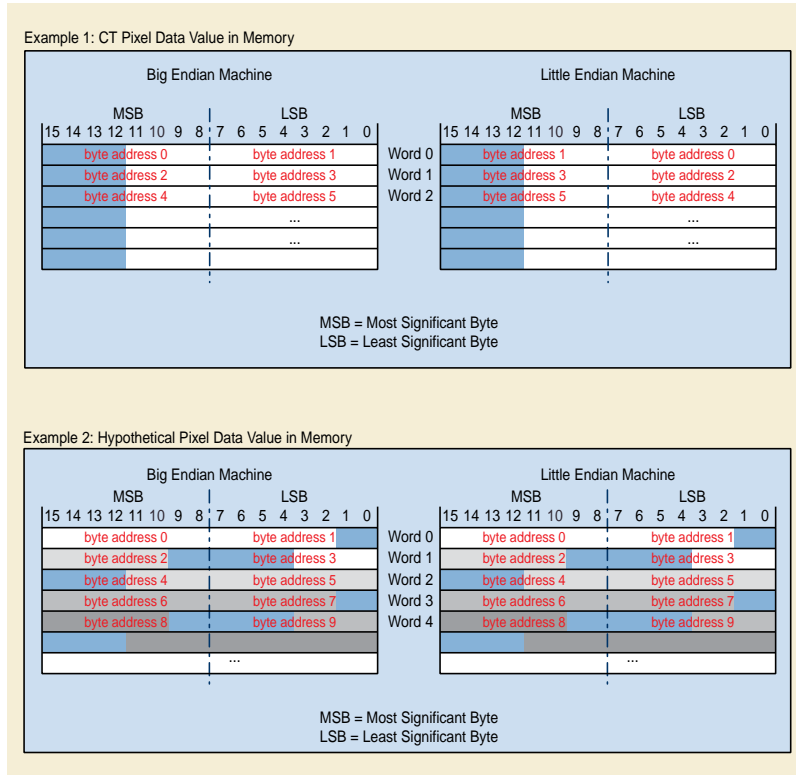 Example 1: CT Pixel Data Value in Memory
Big Endian Machine
Little Endian Machine
MSB LSB
MSB LSB
15 14 13 12 11 10 9 8 7 6 5 4 3 2 1 0
15 14 13 12 11 10 9 8 7 6 5 4 3 2 1 0
byte address 0 byte address 1 Word 0 byte address 1 byte address 0
byte address 2 byte address 3 Word 1 byte address 3 byte address 2
byte address 4 byte address 5 Word 2 byte address 5 byte address 4
... ...
... ...
MSB = Most Significant Byte
LSB = Least Significant Byte
Example 2: Hypothetical Pixel Data Value in Memory
Big Endian Machine
Little Endian Machine
MSB LSB
MSB LSB
15 14 13 12 11 10 9 8 7 6 5 4 3 2 1 0
15 14 13 12 11 10 9 8 7 6 5 4 3 2 1 0
byte address 0 byte address 1 Word 0 byte address 0 byte address 1
byte address 2 byte address 3 Word 1 byte address 2 byte address 3
byte address 4 byte address 5 Word 2 byte address 4 byte address 5
byte address 6 byte address 7 Word 3 byte address 6 byte address 7
byte address 8 byte address 9 Word 4 byte address 8 byte address 9
... ...
MSB = Most Significant Byte
LSB = Least Significant Byte